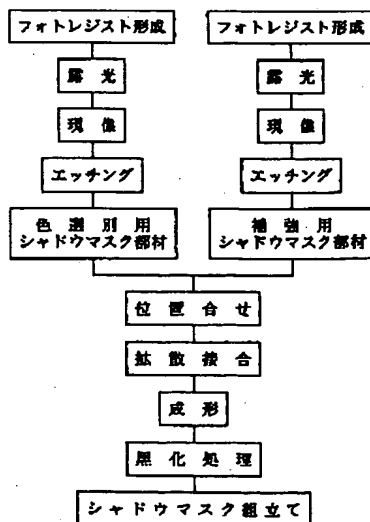 フォトレジスト形成
フォトレジスト形成
露光
露光
現像
現像
エッチング
エッチング
色選別用
シャドウマスク部材
補強用
シャドウマスク部材
位置合せ
拡散接合
成形
黒化処理
シャドウマスク組立て